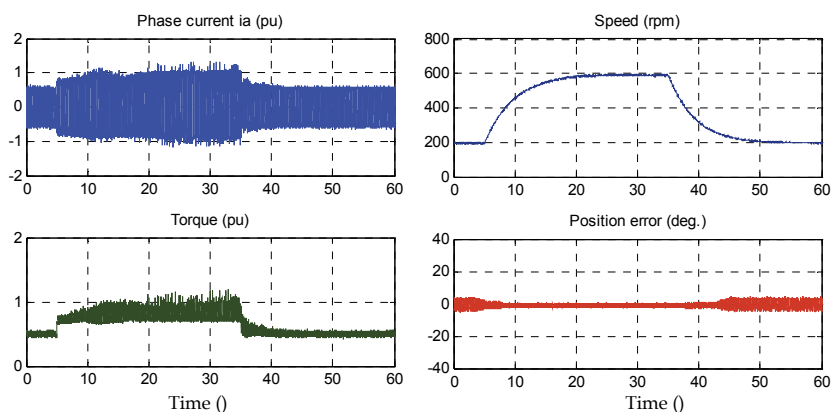 Phase current ia (pu)
2
1
0
-1
-2
0 10 20 30 40 50 60
Speed (rpm)
800
600
400
200
0
0 10 20 30 40 50 60
Torque (pu)
2
1
0
0 10 20 30 40 50 60
Time ()
Position error (deg.)
40
20
0
-20
-40
0 10 20 30 40 50 60
Time ()